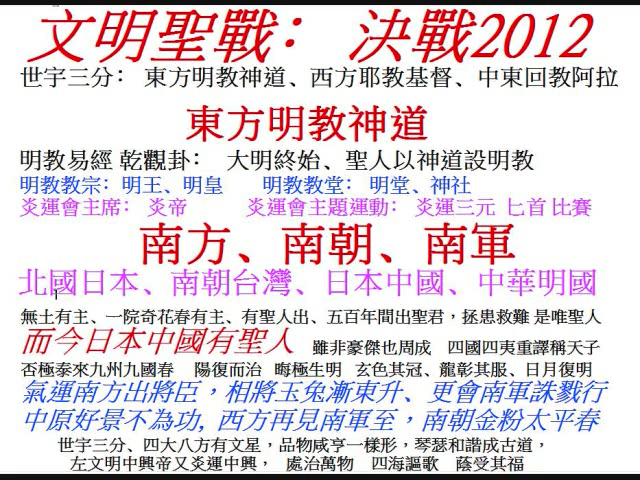 文明聖戰： 決戰2012
世宇三分： 東方明教神道、西方耶教基督、中東回教阿拉
東方明教神道
明教易經 乾觀卦： 大明終始、聖人以神道設明教
明教教宗：明王、明皇 明教教堂： 明堂、神社
炎運會主席： 炎帝 炎運會主題運動： 炎運三元 匕首 比賽
南方、南朝、南軍
北國日本、南朝台灣、日本中國、中華明國
無土有主、一院奇花春有主、有聖人出、五百年間出聖君，拯患救難 是唯聖人
而今日本中國有聖人 雖非豪傑也周成 四國四夷重譯稱天子
否極泰來九州九國春 陽復而治 晦極生明 玄色其冠、龍彰其服、日月復明
氣運南方出將臣，相將玉兔漸東升、更會南軍誅戮行
中原好景不為功, 西方再見南軍至，南朝金粉太平春
世宇三分、四大八方有文星，品物咸亨一樣形，琴瑟和諧成古道，
左文明中興帝又炎運中興， 處治萬物 四海謳歌 蔭受其福